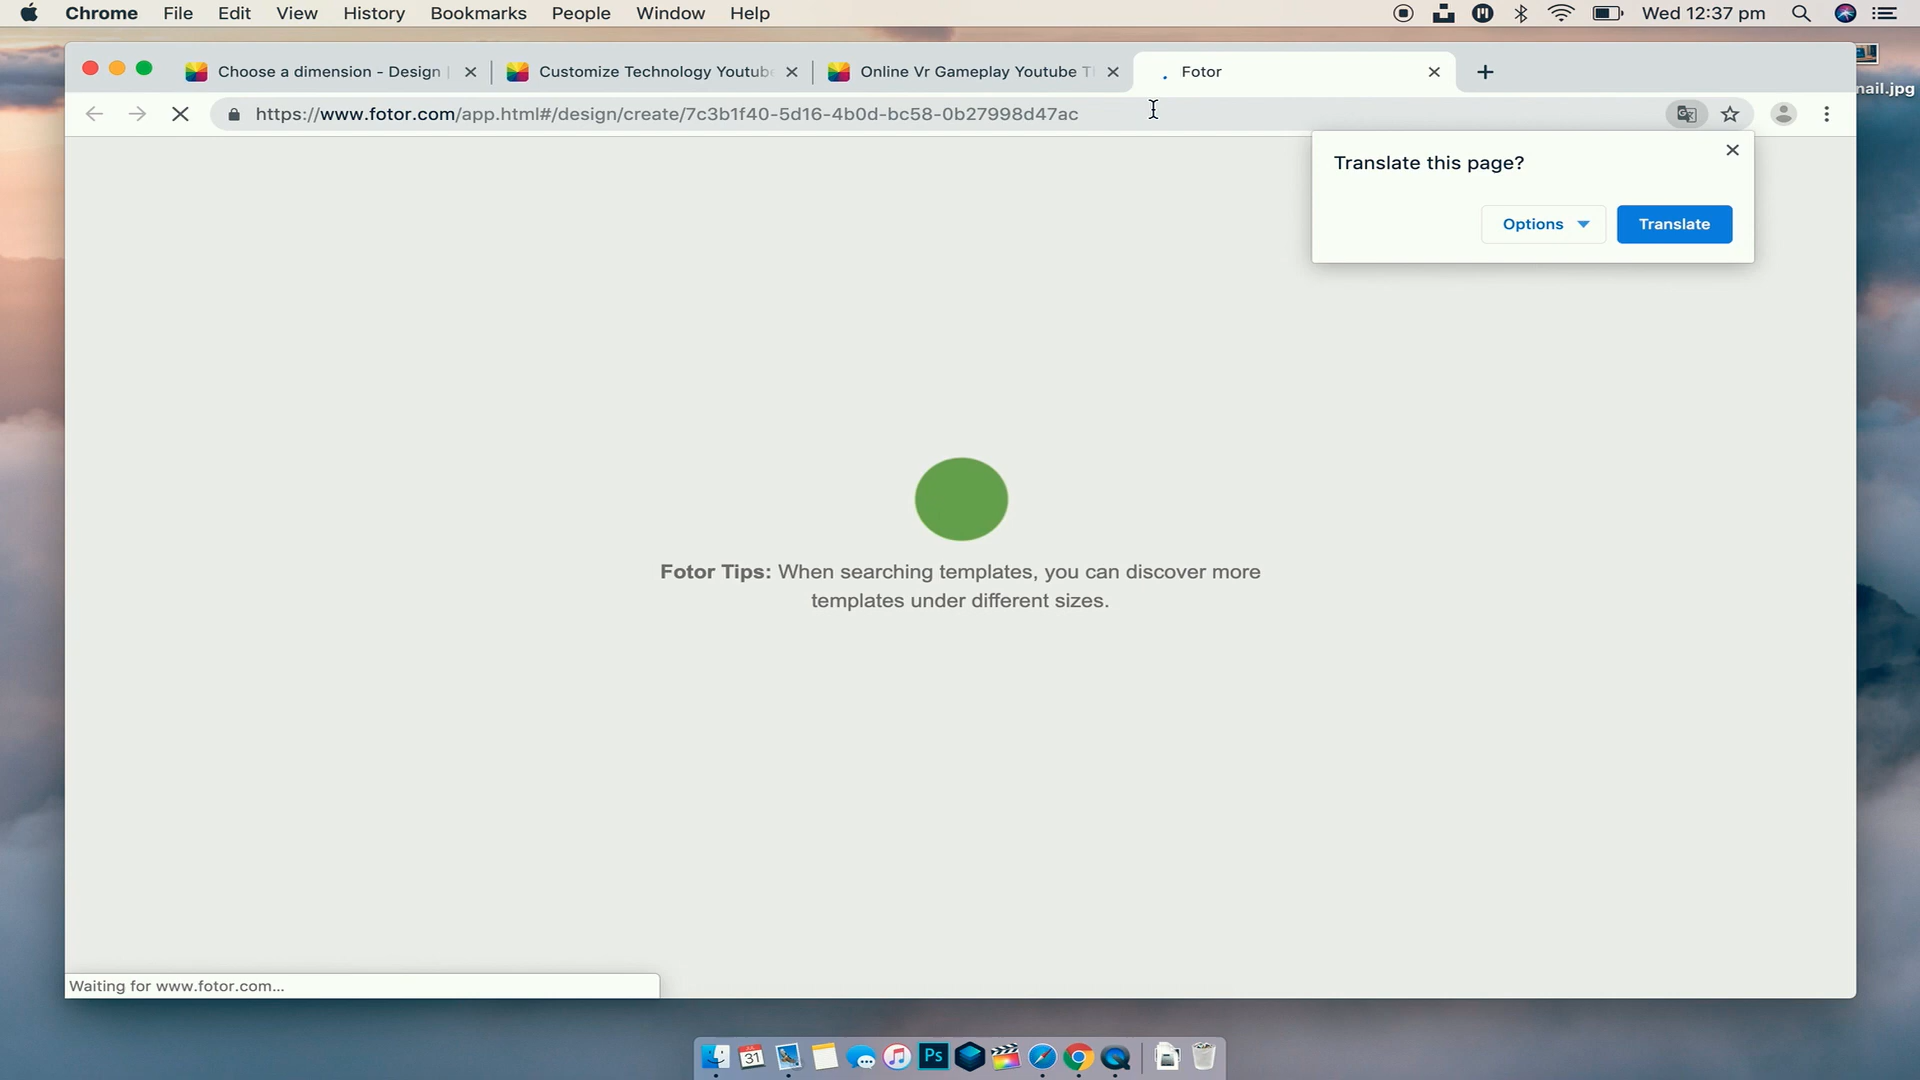 Chrome File Edit View History Bookmarks People Window Help Wed 12:37 pm
Choose a dimension - Design Customize Technology Youtube Online Vr Gameplay Youtube T Fotor
nail.jpg
https://www.fotor.com/app.html#/design/create/7c3b1f40-5d16-4b0d-bc58-0b27998d47ac
Translate this page?
Options Translate
Fotor Tips: When searching templates, you can discover more
templates under different sizes.
Waiting for www.fotor.com...
31 Ps